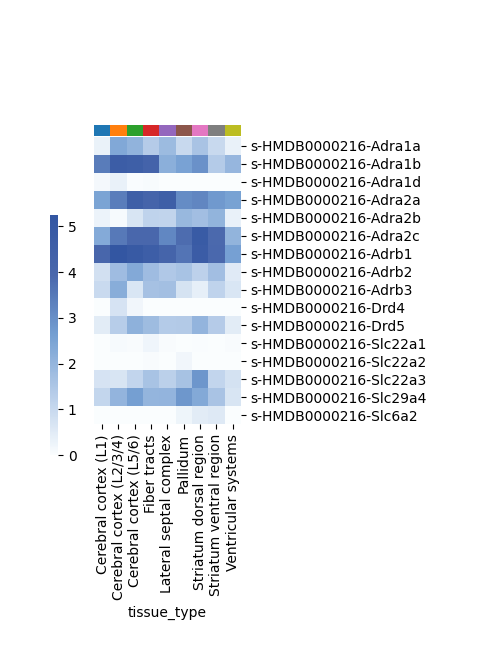 s-HMDB0000216-Adra1a
s-HMDB0000216-Adra1b
s-HMDB0000216-Adra1d
s-HMDB0000216-Adra2a
s-HMDB0000216-Adra2b
s-HMDB0000216-Adra2c
s-HMDB0000216-Adrb1
s-HMDB0000216-Adrb2
s-HMDB0000216-Adrb3
s-HMDB0000216-Drd4
s-HMDB0000216-Drd5
s-HMDB0000216-Slc22a1
s-HMDB0000216-Slc22a2
s-HMDB0000216-Slc22a3
s-HMDB0000216-Slc29a4
s-HMDB0000216-Slc6a2
5
4
3
2
1
0
Cerebral cortex (L1)
Cerebral cortex (L2/3/4)
Cerebral cortex (L5/6)
Fiber tracts
Lateral septal complex
Pallidum
Striatum dorsal region
Striatum ventral region
Ventricular systems
tissue_type